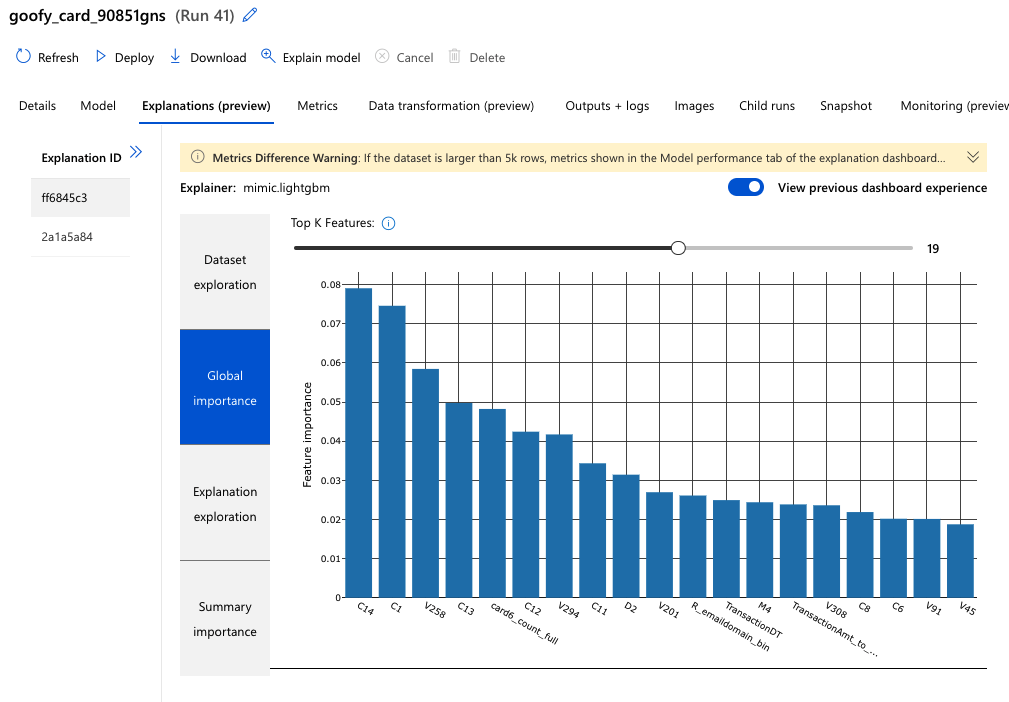 goofy_card_90851gns (Run 41)
Refresh Deploy Download Explain model Cancel Delete
Details Model Explanations (preview) Metrics Data transformation (preview) Outputs + logs Images Child runs Snapshot Monitoring (preview
Explanation ID
ff6845c3
2a1a5a84
Metrics Difference Warning: If the dataset is larger than 5k rows, metrics shown in the Model performance tab of the explanation dashboard...
Explainer: mimic.lightgbm
View previous dashboard experience
Dataset
exploration
Global
importance
Explanation
exploration
Summary
importance
Top K Features:
19
Feature importance
0.08
0.07
0.06
0.05
0.04
0.03
0.02
0.01
0
C14 C1 V258 C13 card6_count_full C12 V294 C11 D2 V201 R_emaildomain_bin TransactionDT M4 TransactionAmt_to_... V308 C8 C6 V91 V45